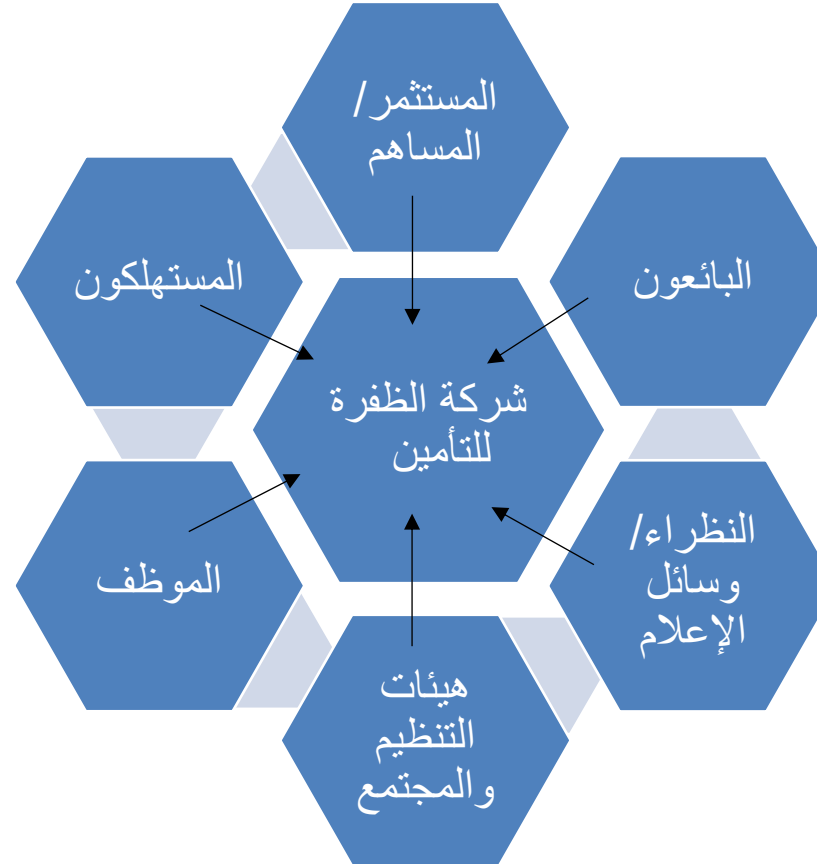 المستثمر/
المساهم
البائعون
المستهلكون
شركة الظفرة
للتأمين
النظراء/
وسائل
الإعلام
الموظف
هيئات
التنظيم
والمجتمع